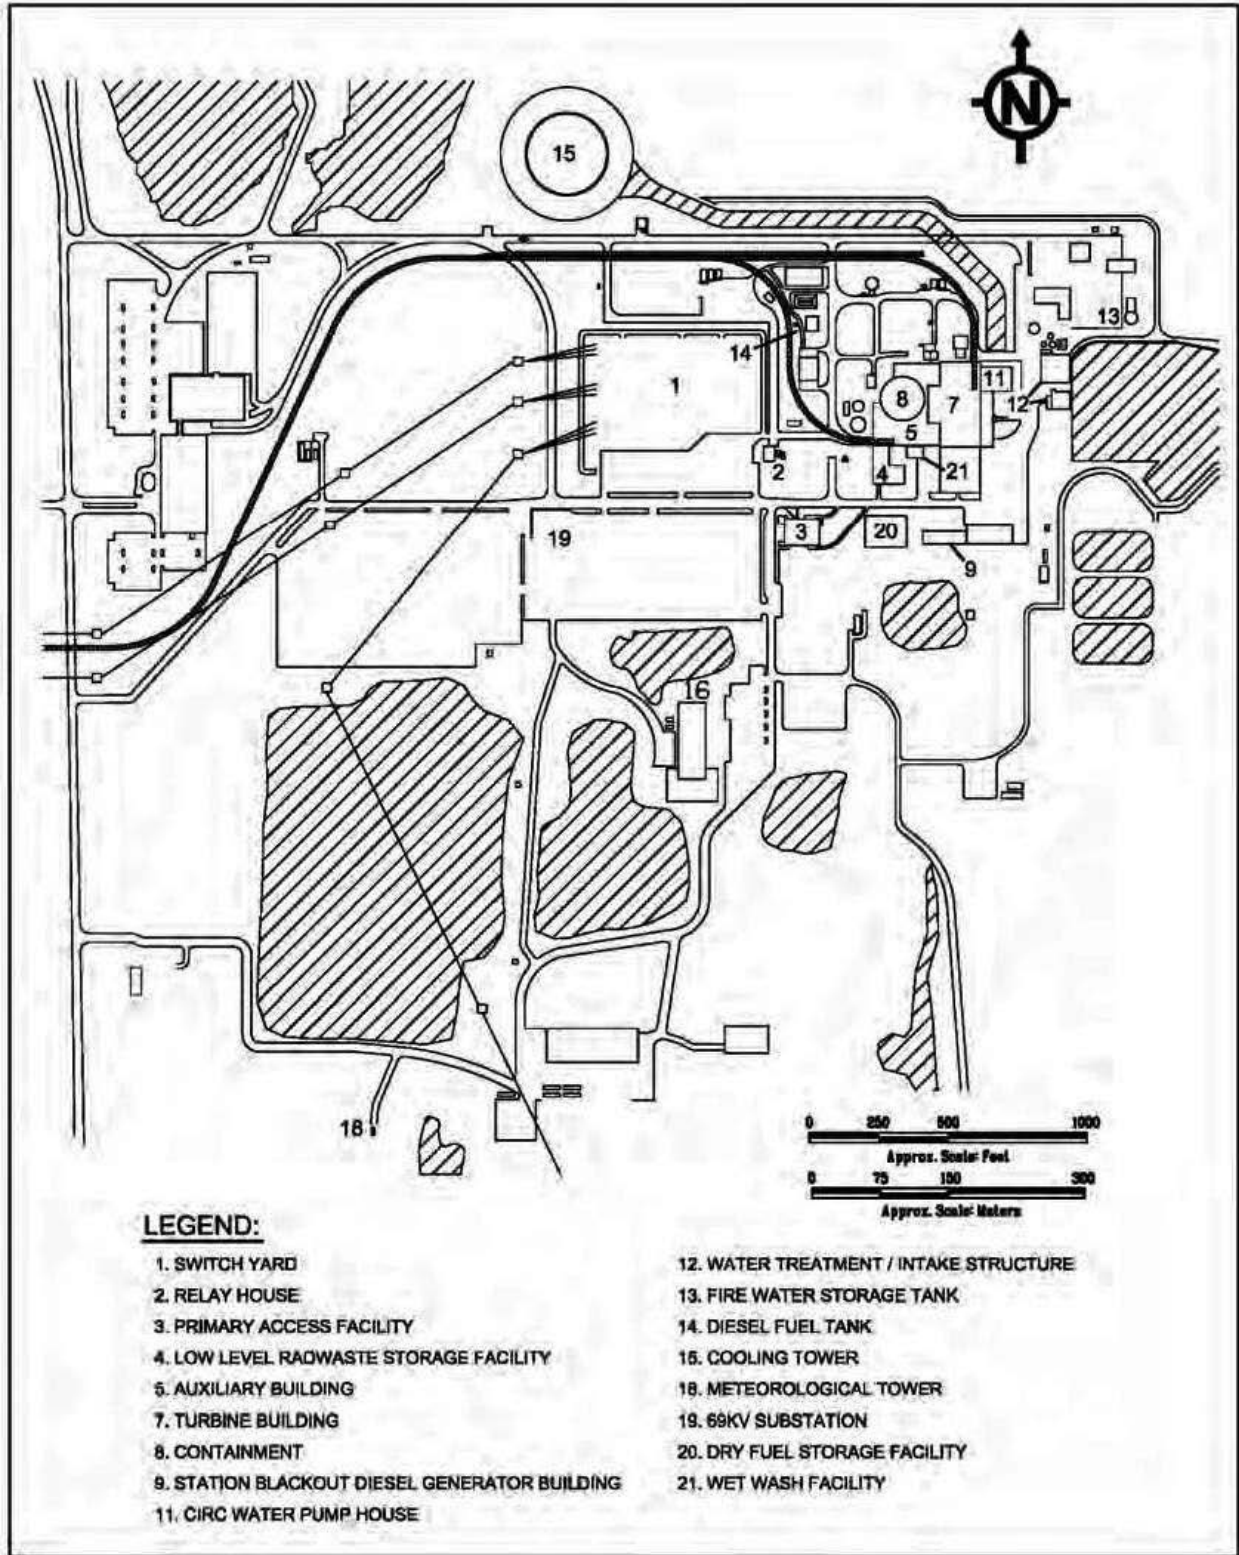 N
15
13
14
1
11
12
8
7
5
2
4
21
19
3
20
9
16
18
0 250 500 1000
Approx. Scale: Feet
0 75 150 300
Approx. Scale: Meters
LEGEND:
1. SWITCH YARD
2. RELAY HOUSE
3. PRIMARY ACCESS FACILITY
4. LOW LEVEL RADWASTE STORAGE FACILITY
5. AUXILIARY BUILDING
7. TURBINE BUILDING
8. CONTAINMENT
9. STATION BLACKOUT DIESEL GENERATOR BUILDING
11. CIRC WATER PUMP HOUSE
12. WATER TREATMENT / INTAKE STRUCTURE
13. FIRE WATER STORAGE TANK
14. DIESEL FUEL TANK
15. COOLING TOWER
18. METEOROLOGICAL TOWER
19. 69KV SUBSTATION
20. DRY FUEL STORAGE FACILITY
21. WET WASH FACILITY